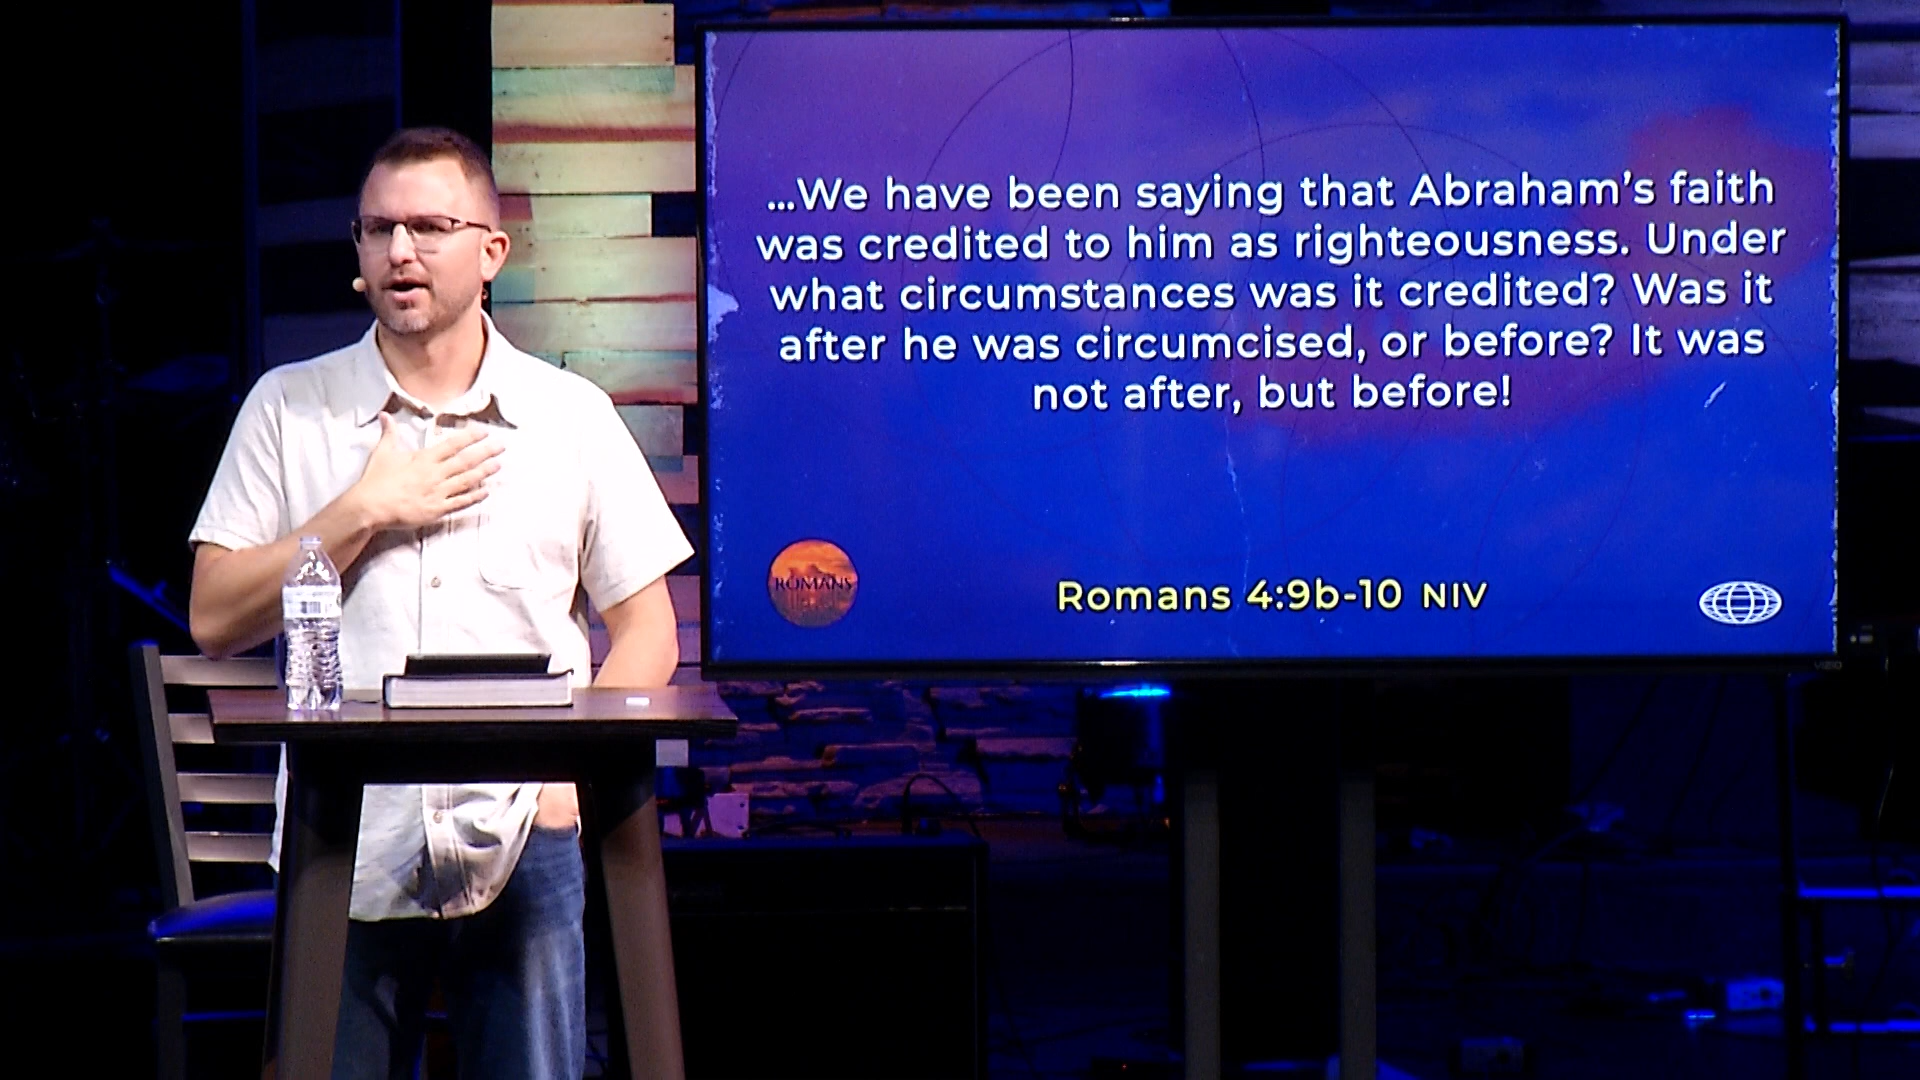 ...We have been saying that Abraham's faith
was credited to him as righteousness. Under
what circumstances was it credited? Was it
after he was circumcised, or before? It was
not after, but before!
ROMANS
Romans 4:9b-10 NIV
VIZIO